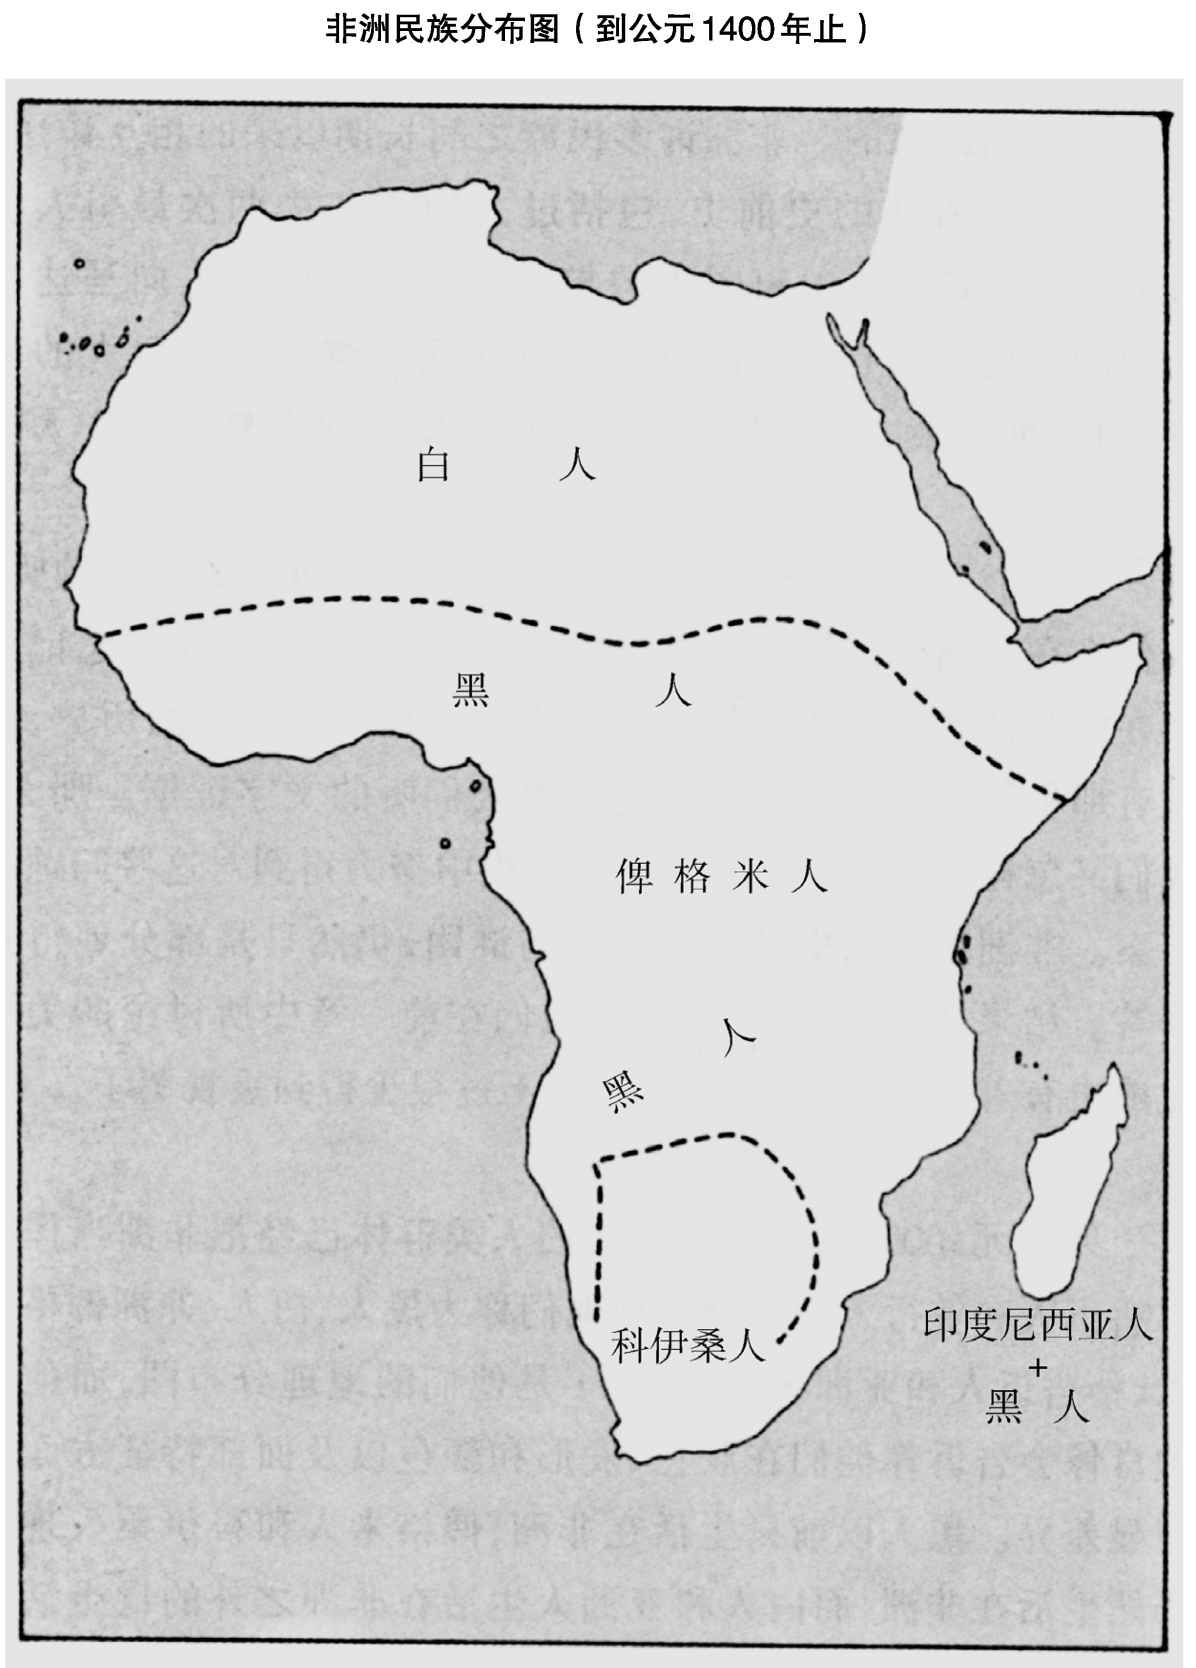 非洲民族分布图（到公元1400年止）
白人
黑人
俾格米人
黑人
科伊桑人
印度尼西亚人
+
黑人